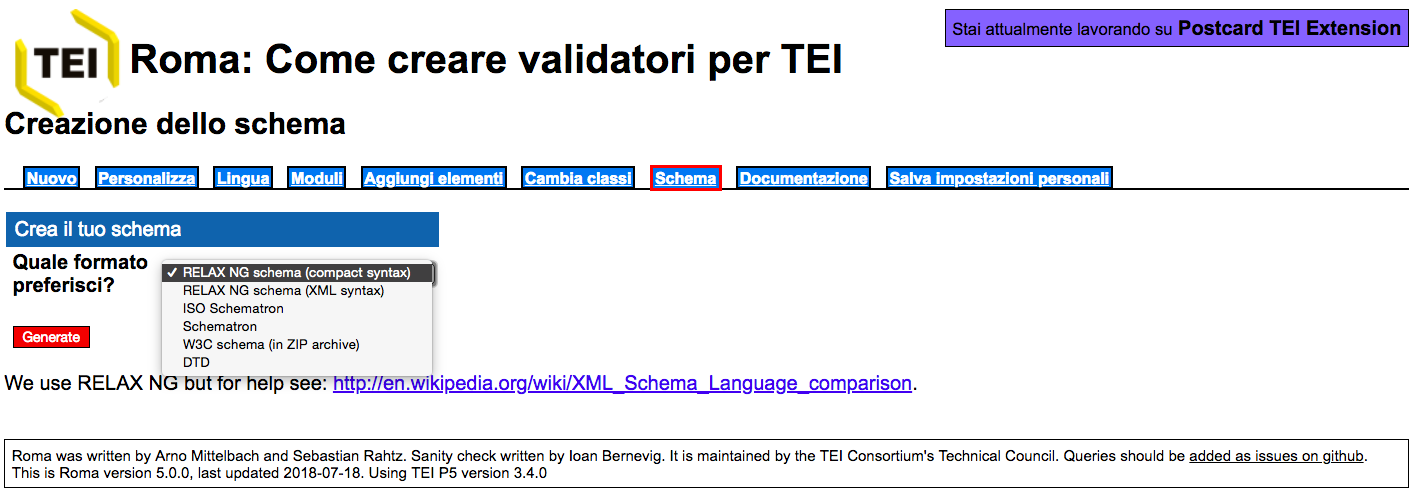 Stai attualmente lavorando su Postcard TEI Extension
TEI
Roma: Come creare validatori per TEI
Creazione dello schema
Nuovo Personalizza Lingua Moduli Aggiungi elementi Cambia classi Schema Documentazione Salva impostazioni personali
Crea il tuo schema
Quale formato
preferisci?
✓ RELAX NG schema (compact syntax)
RELAX NG schema (XML syntax)
ISO Schematron
Schematron
W3C schema (in ZIP archive)
DTD
Generate
We use RELAX NG but for help see: http://en.wikipedia.org/wiki/XML_Schema_Language_comparison.
Roma was written by Arno Mittelbach and Sebastian Rahtz. Sanity check written by Ioan Bernevig. It is maintained by the TEI Consortium's Technical Council. Queries should be added as issues on github.
This is Roma version 5.0.0, last updated 2018-07-18. Using TEI P5 version 3.4.0